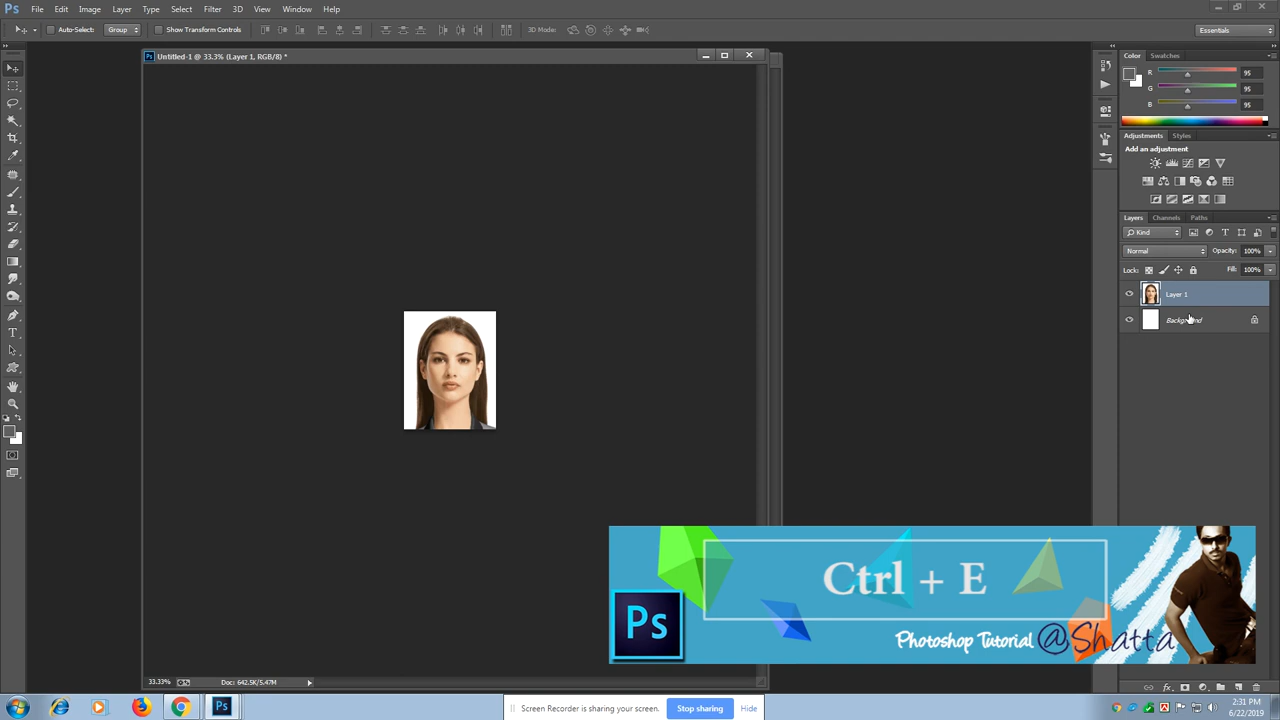 Ps File Edit Image Layer Type Select Filter 3D View Window Help
Auto-Select: Group Show Transform Controls 3D Mode: Essentials
Ps Untitled-1 @ 33.3% (Layer 1, RGB/8) *
Color Swatches
R 95
G 95
B 95
Adjustments Styles
Add an adjustment
Layers Channels Paths
Kind
Normal Opacity: 100%
Lock: Fill: 100%
Layer 1
Background
Ctrl + E
Ps
Photoshop Tutorial @Shatta
33.33% Doc: 642.5K/5.47M
Screen Recorder is sharing your screen. Stop sharing Hide
Ps
2:31 PM
6/22/2019